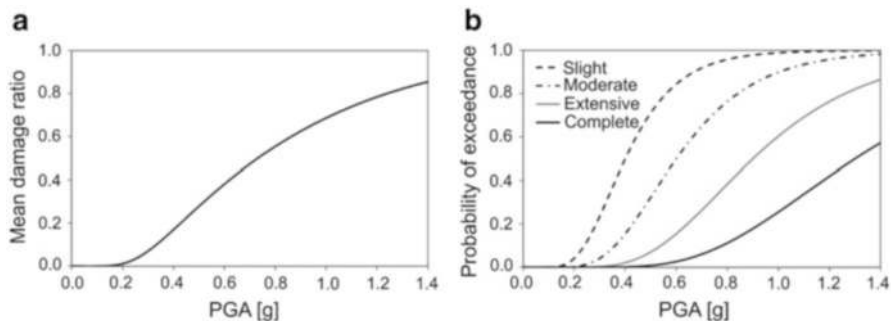 a
Mean damage ratio
1.0
0.8
0.6
0.4
0.2
0.0
0.0 0.2 0.4 0.6 0.8 1.0 1.2 1.4
PGA [g]
b
Probability of exceedance
1.0
0.8
0.6
0.4
0.2
0.0
Slight
Moderate
Extensive
Complete
0.0 0.2 0.4 0.6 0.8 1.0 1.2 1.4
PGA [g]